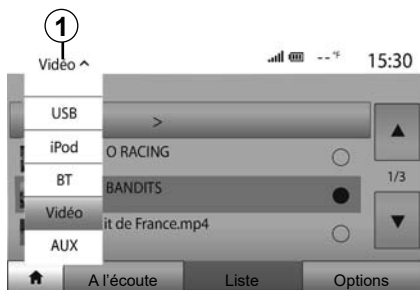 1
Vidéo ^
--°F 15:30
USB
>
iPod O RACING
BT BANDITS
1/3
Vidéo it de France.mp4
AUX
A l'écoute Liste Options